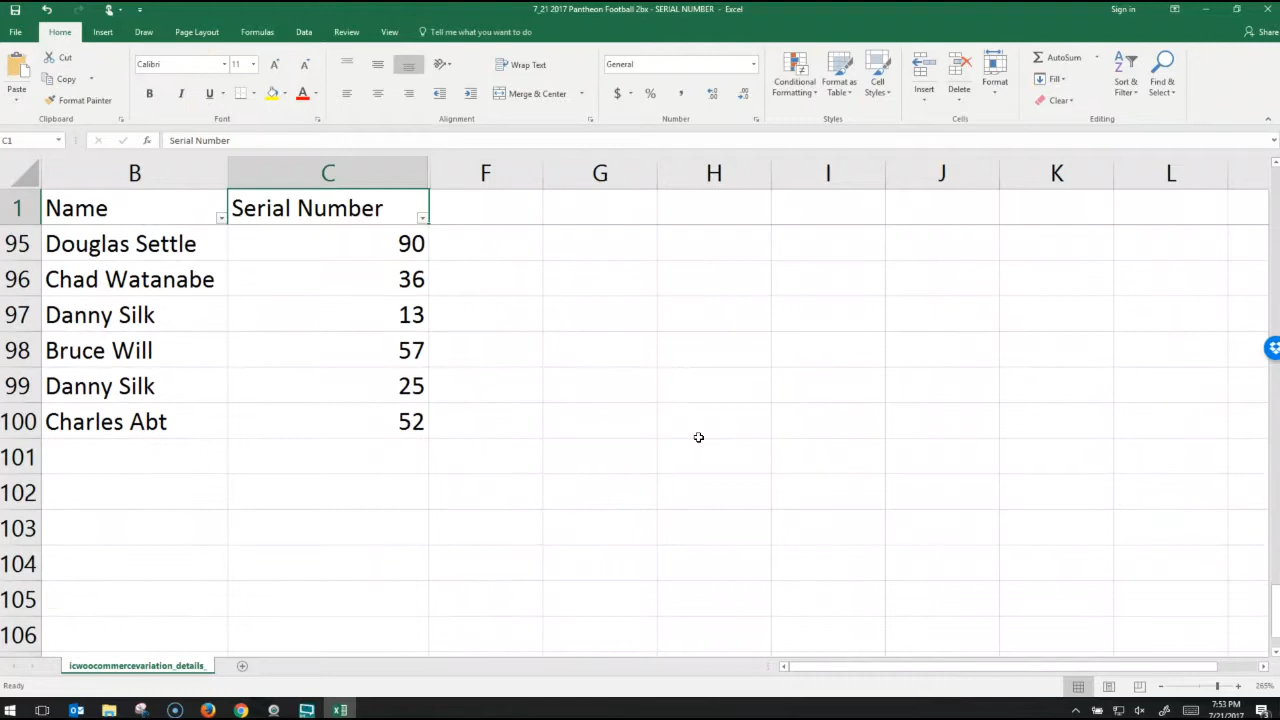 7_21 2017 Pantheon Football 2bx - SERIAL NUMBER - Excel
Sign in
File Home Insert Draw Page Layout Formulas Data Review View Tell me what you want to do Share
Paste
Cut
Copy
Format Painter
Clipboard
Calibri 11
B I U A
Font
Wrap Text
Merge & Center
Alignment
General
$ % ,
Number
Conditional Formatting
Format as Table
Cell Styles
Styles
Insert Delete Format
Cells
AutoSum
Fill
Clear
Sort & Filter
Find & Select
Editing
C1 fx Serial Number
B C F G H I J K L
1 Name Serial Number
95 Douglas Settle 90
96 Chad Watanabe 36
97 Danny Silk 13
98 Bruce Will 57
99 Danny Silk 25
100 Charles Abt 52
101
102
103
104
105
106
icwoocommercevariation_details_
Ready 265%
7:53 PM
7/21/2017